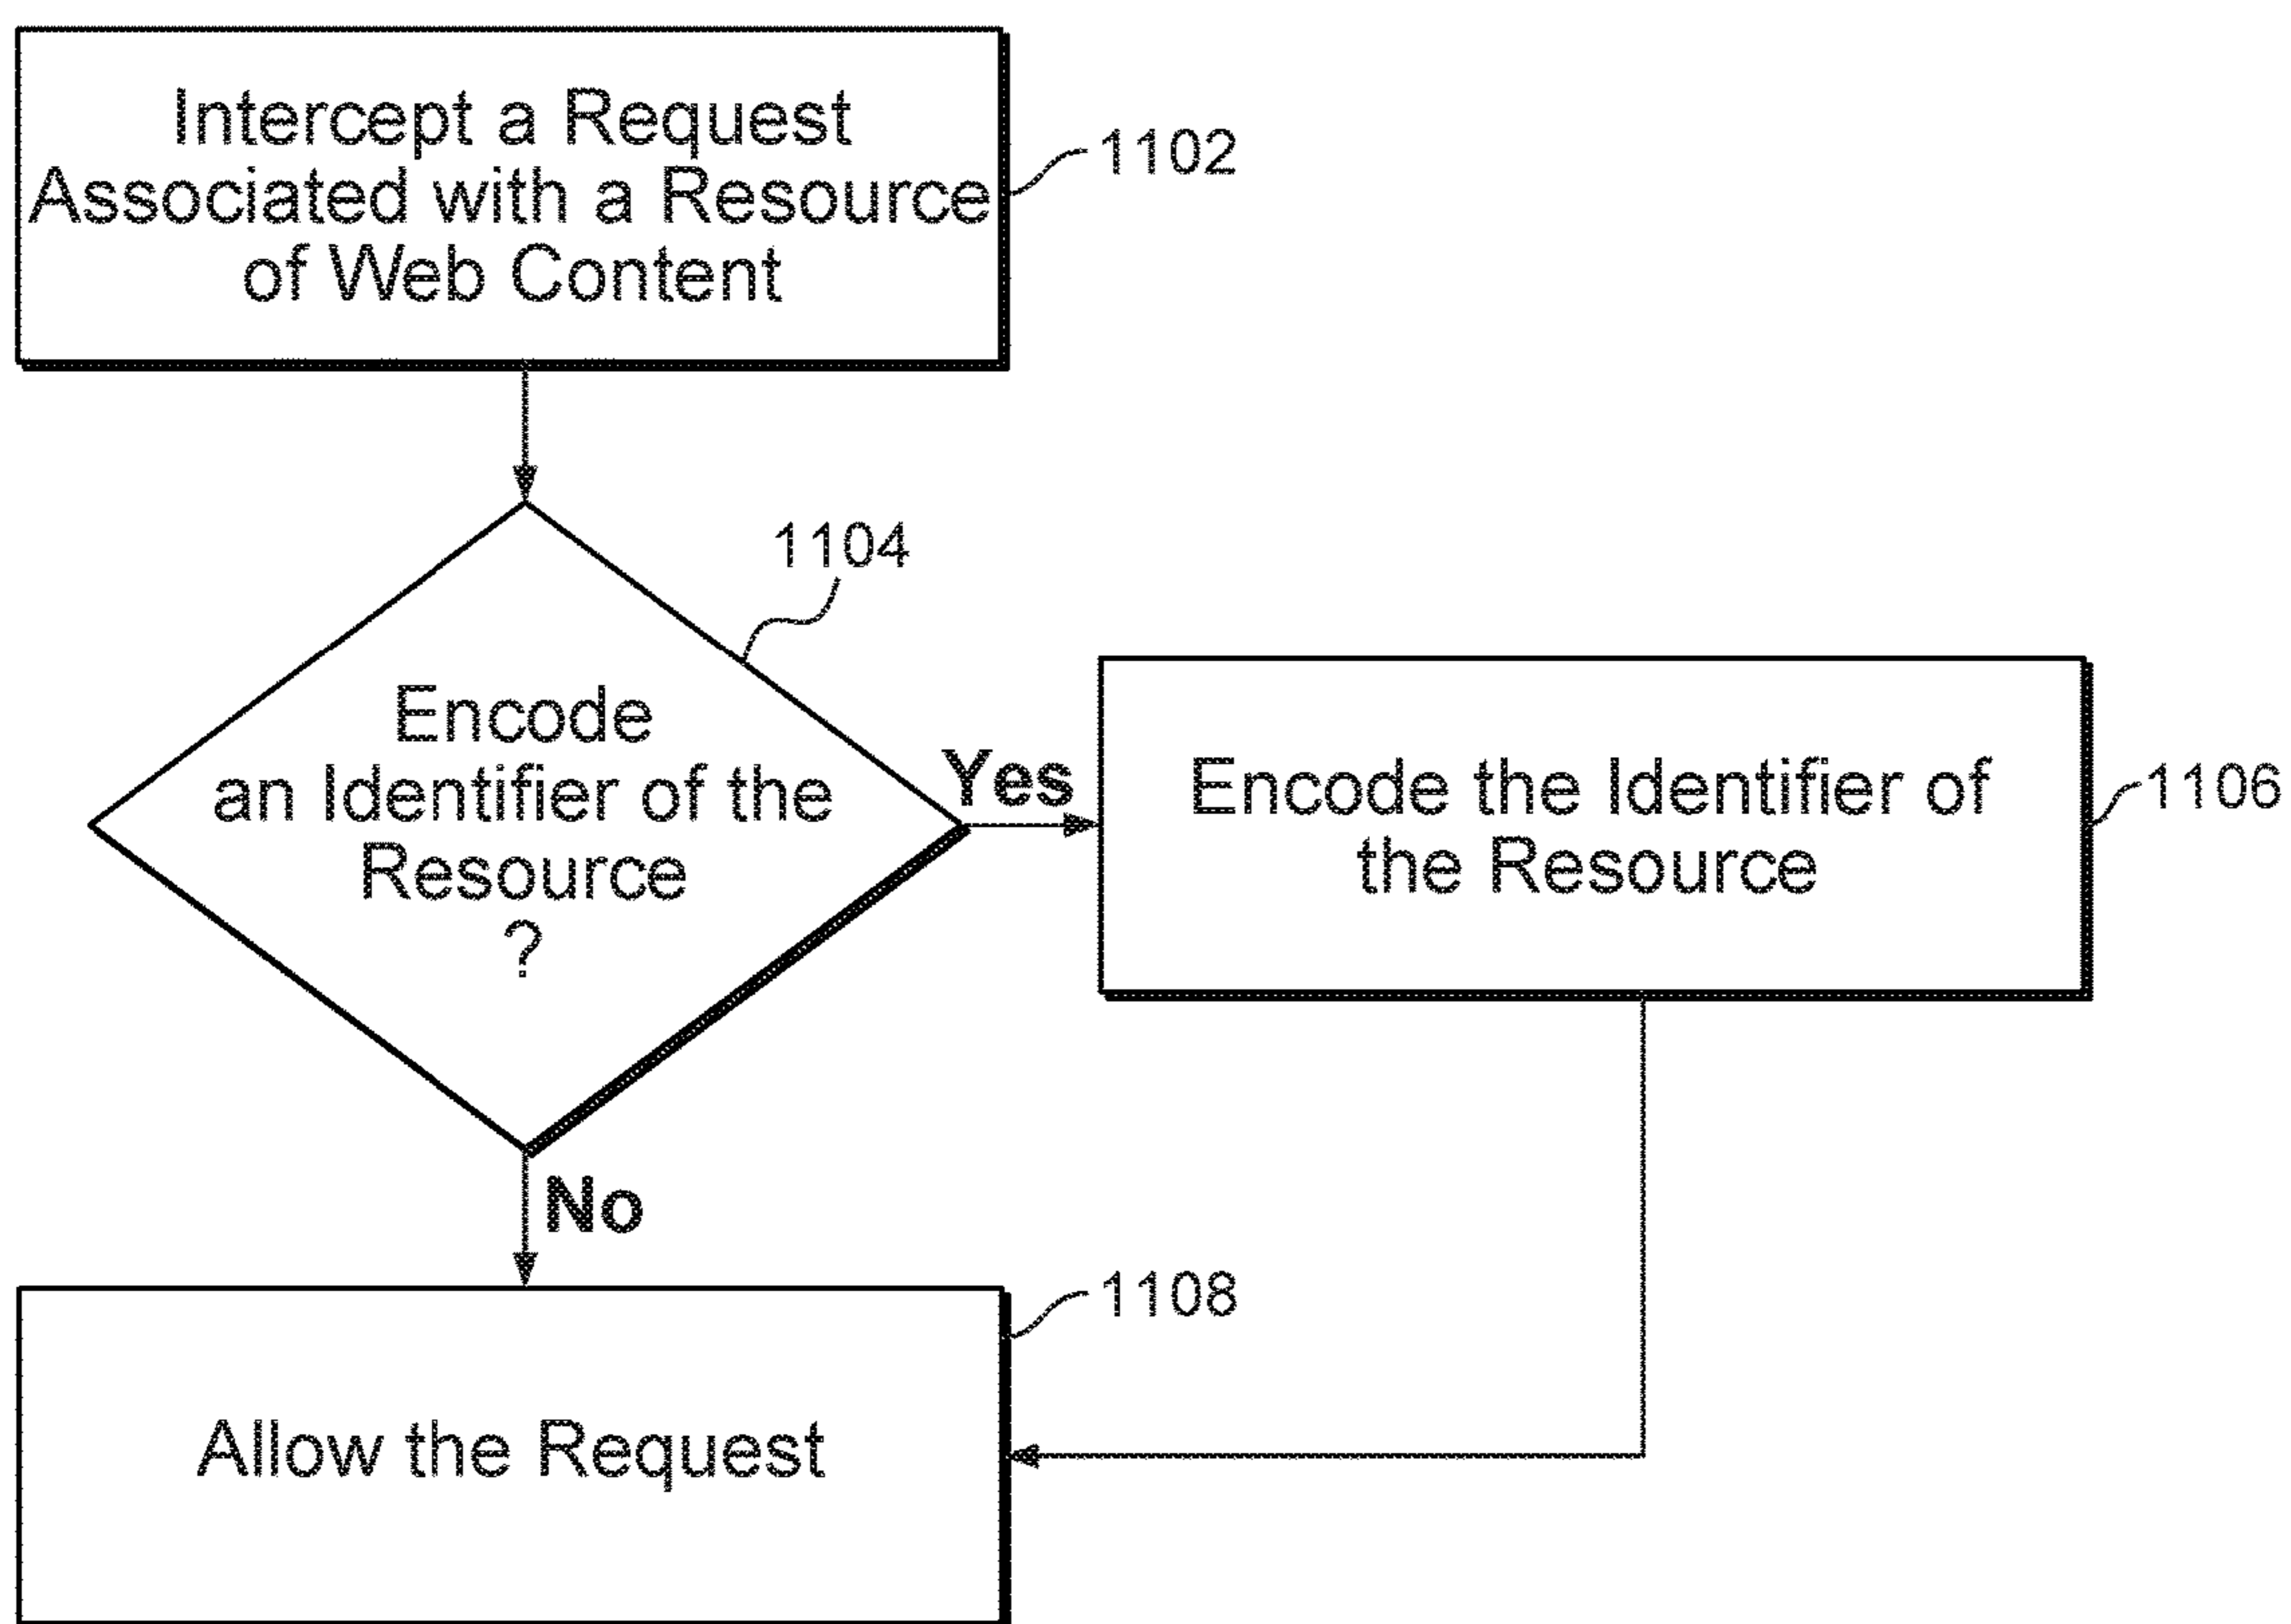 Intercept a Request
Associated with a Resource
of Web Content
1102
1104
Encode
an Identifier of the
Resource
?
Yes
Encode the Identifier of
the Resource
1106
No
1108
Allow the Request